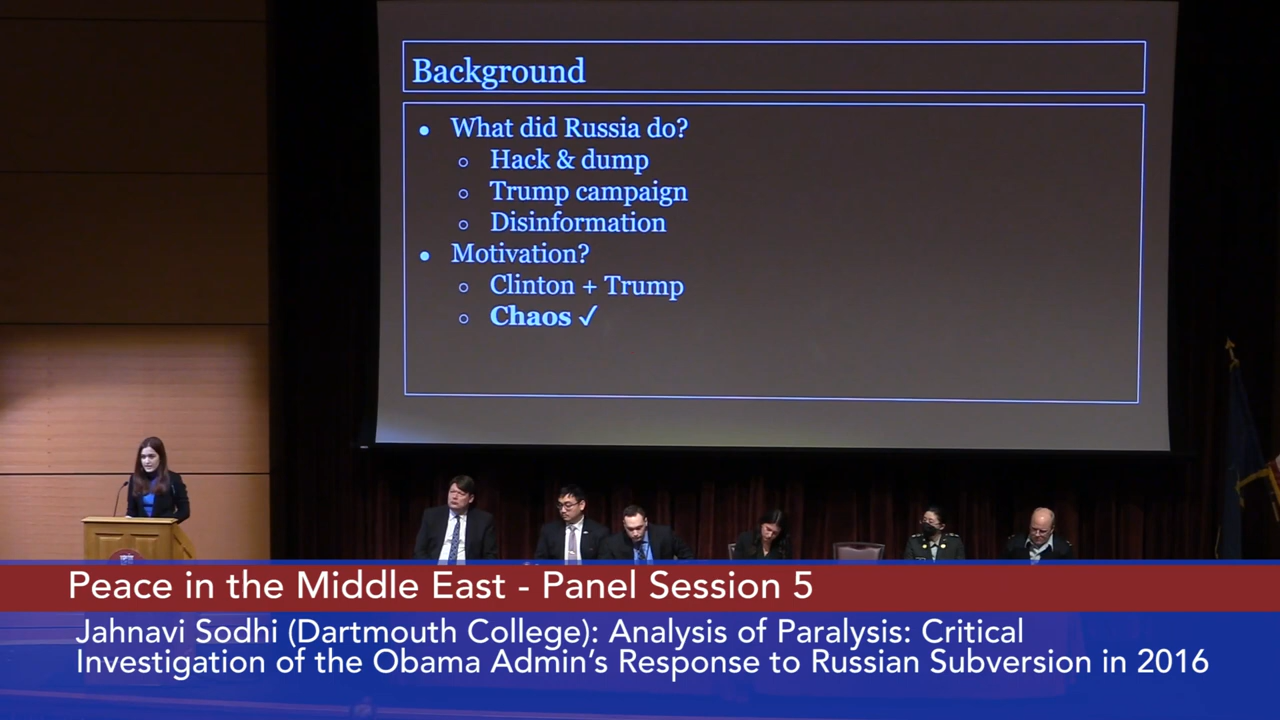 Background
● What did Russia do?
○ Hack & dump
○ Trump campaign
○ Disinformation
● Motivation?
○ Clinton + Trump
○ Chaos ✓
Peace in the Middle East - Panel Session 5
Jahnavi Sodhi (Dartmouth College): Analysis of Paralysis: Critical
Investigation of the Obama Admin’s Response to Russian Subversion in 2016